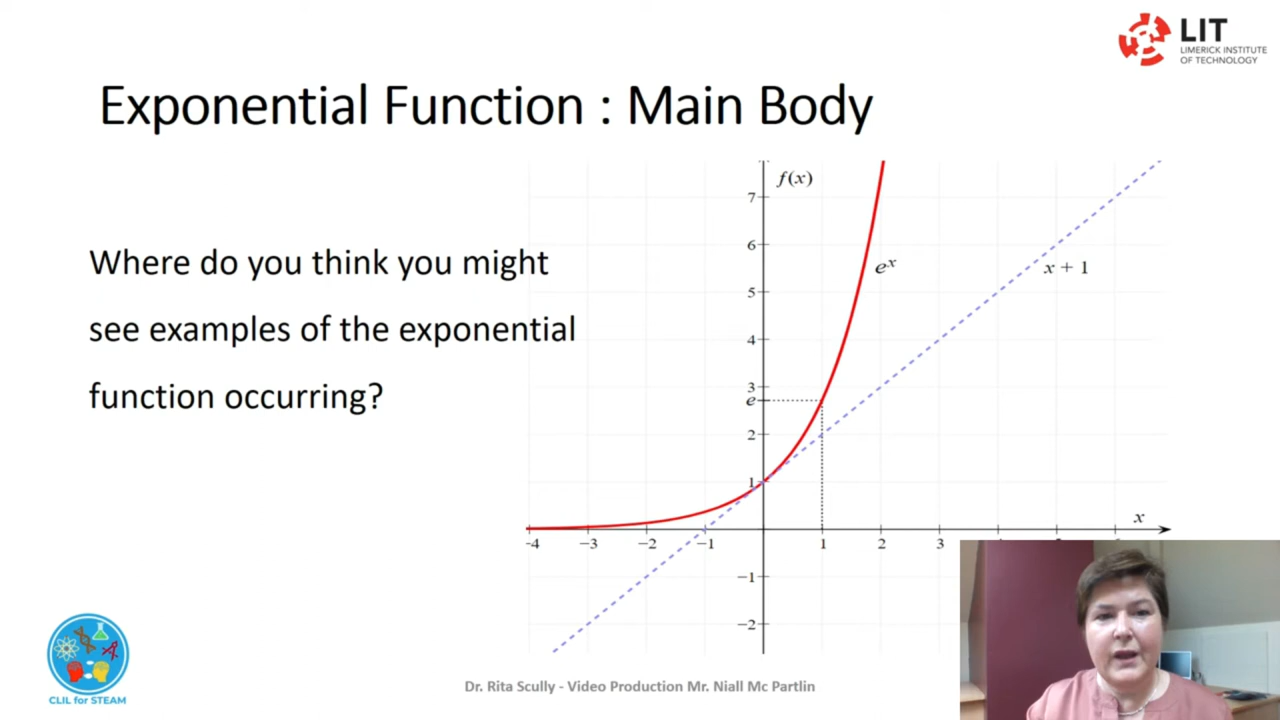 LIT
LIMERICK INSTITUTE
OF TECHNOLOGY
Exponential Function : Main Body
Where do you think you might
see examples of the exponential
function occurring?
f(x)
7
6
5
4
3
e
2
1
−1
−2
eˣ
x + 1
x
-4
−3
−2
−1
1
2
3
CLIL for STEAM
Dr. Rita Scully - Video Production Mr. Niall Mc Partlin